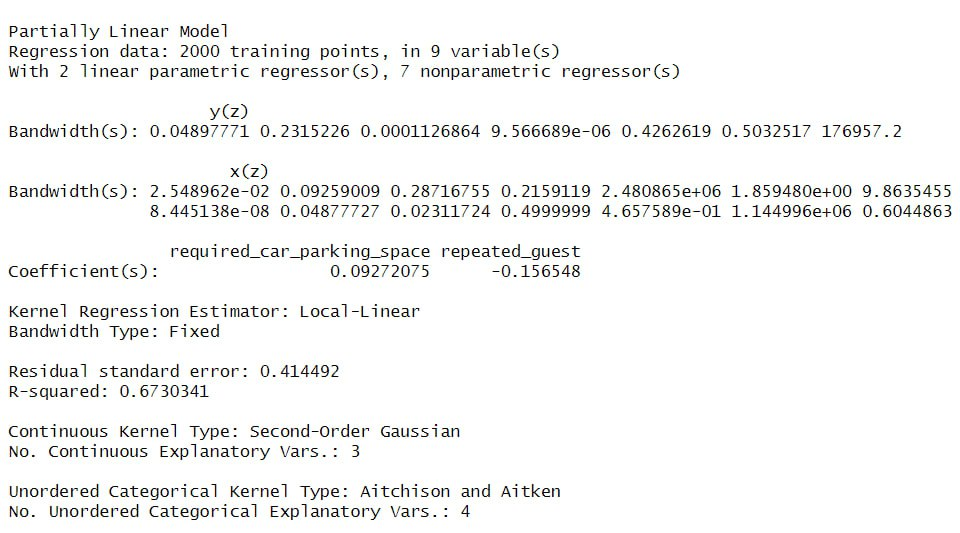 Partially Linear Model
Regression data: 2000 training points, in 9 variable(s)
With 2 linear parametric regressor(s), 7 nonparametric regressor(s)
y(z)
Bandwidth(s): 0.04897771 0.2315226 0.0001126864 9.566689e-06 0.4262619 0.5032517 176957.2
x(z)
Bandwidth(s): 2.548962e-02 0.09259009 0.28716755 0.2159119 2.480865e+06 1.859480e+00 9.8635455
8.445138e-08 0.04877727 0.02311724 0.4999999 4.657589e-01 1.144996e+06 0.6044863
required_car_parking_space repeated_guest
Coefficient(s): 0.09272075 -0.156548
Kernel Regression Estimator: Local-Linear
Bandwidth Type: Fixed
Residual standard error: 0.414492
R-squared: 0.6730341
Continuous Kernel Type: Second-Order Gaussian
No. Continuous Explanatory Vars.: 3
Unordered Categorical Kernel Type: Aitchison and Aitken
No. Unordered Categorical Explanatory Vars.: 4